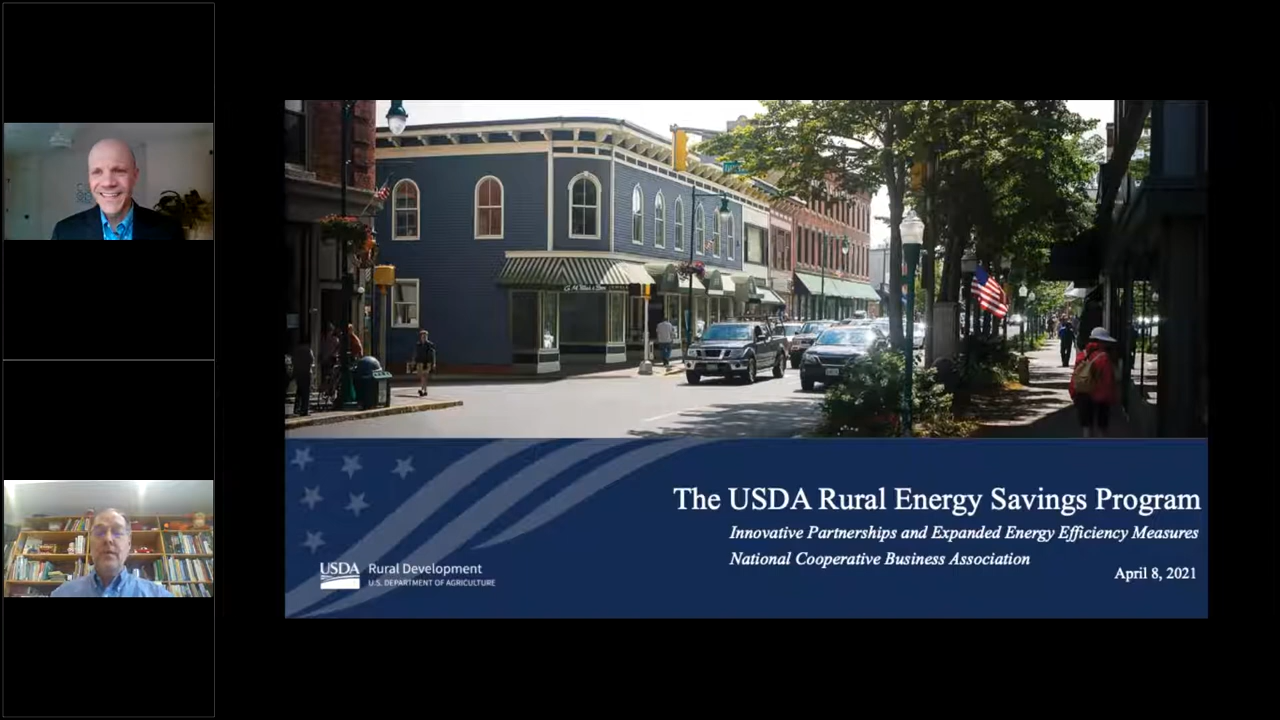 The USDA Rural Energy Savings Program
Innovative Partnerships and Expanded Energy Efficiency Measures
National Cooperative Business Association
April 8, 2021
USDA Rural Development
U.S. DEPARTMENT OF AGRICULTURE